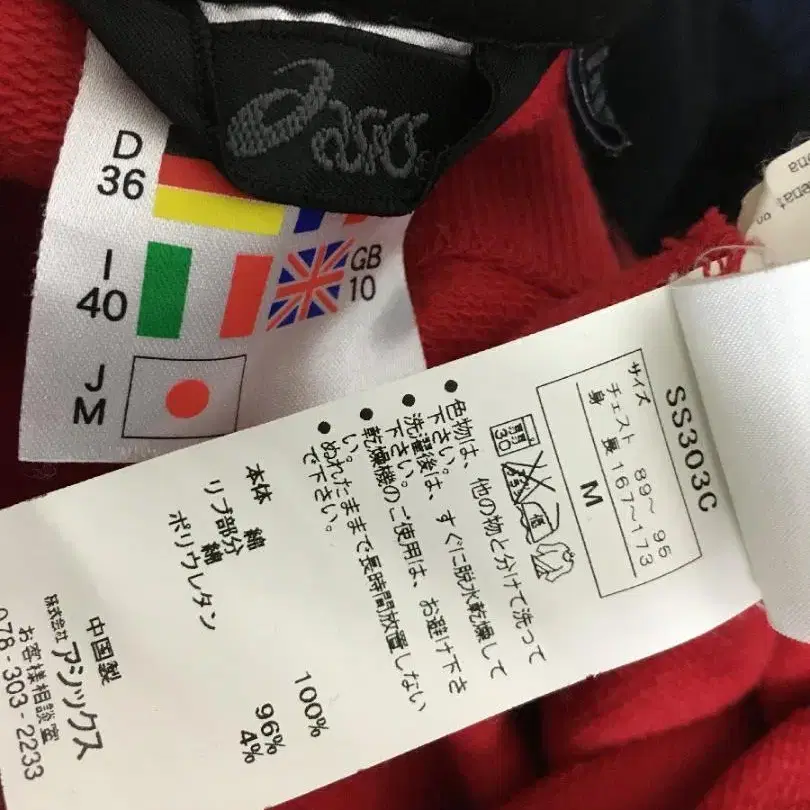 asics
D
36
I
40
GB
10
J
M
SS303C
サイズ
チェスト 89～95
身長 167～173
M
30
低
• 色物は、他の物と分けて洗って
下さい。
• 洗濯後は、すぐに脱水乾燥して
下さい。
• 乾燥機のご使用は、お避け下さ
い。
• ぬれたままで長時間放置しない
で下さい。
本体 綿 100%
リブ部分 綿 96%
ポリウレタン 4%
中国製
株式会社 アシックス
お客様相談室
078-303-2233